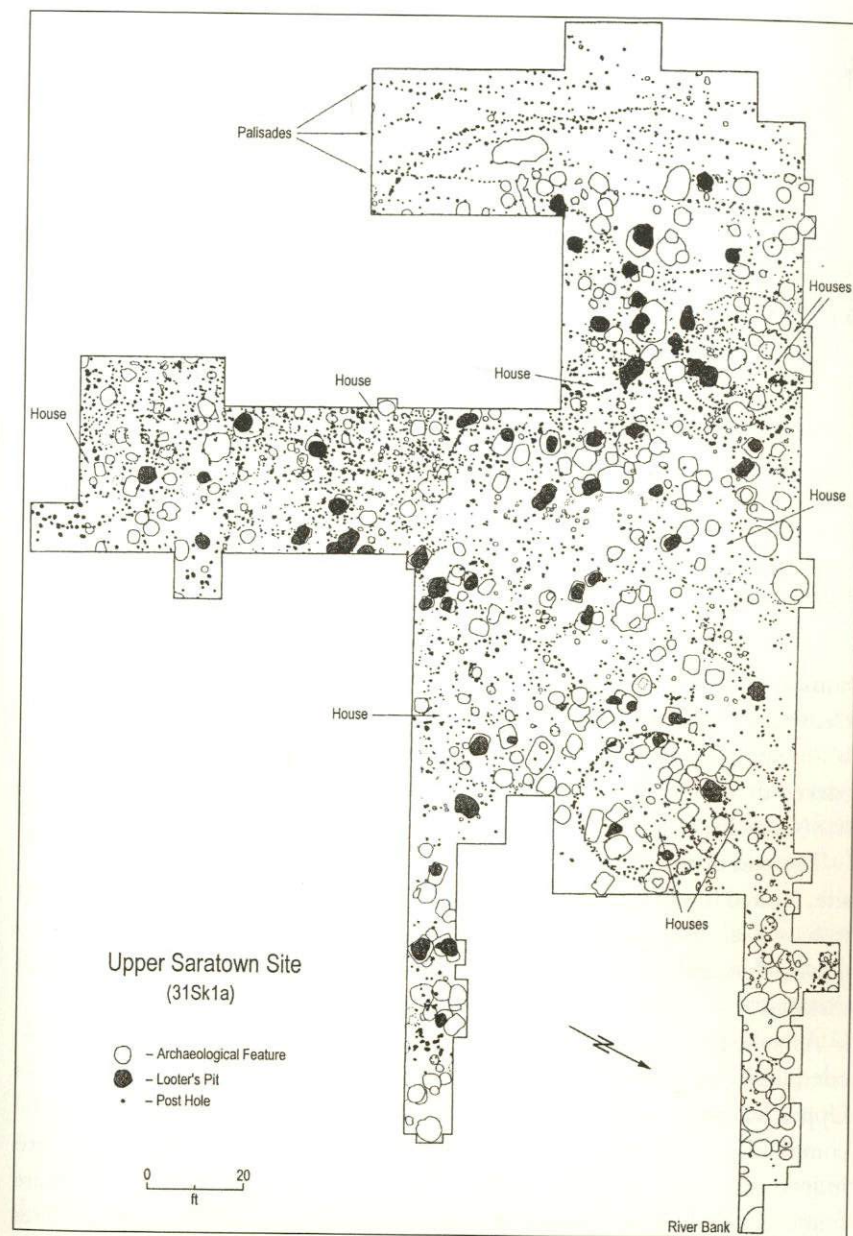 Palisades
Houses
House
House
House
House
House
Houses
Upper Saratown Site
(31Sk1a)
– Archaeological Feature
– Looter's Pit
– Post Hole
N
0 20
ft
River Bank